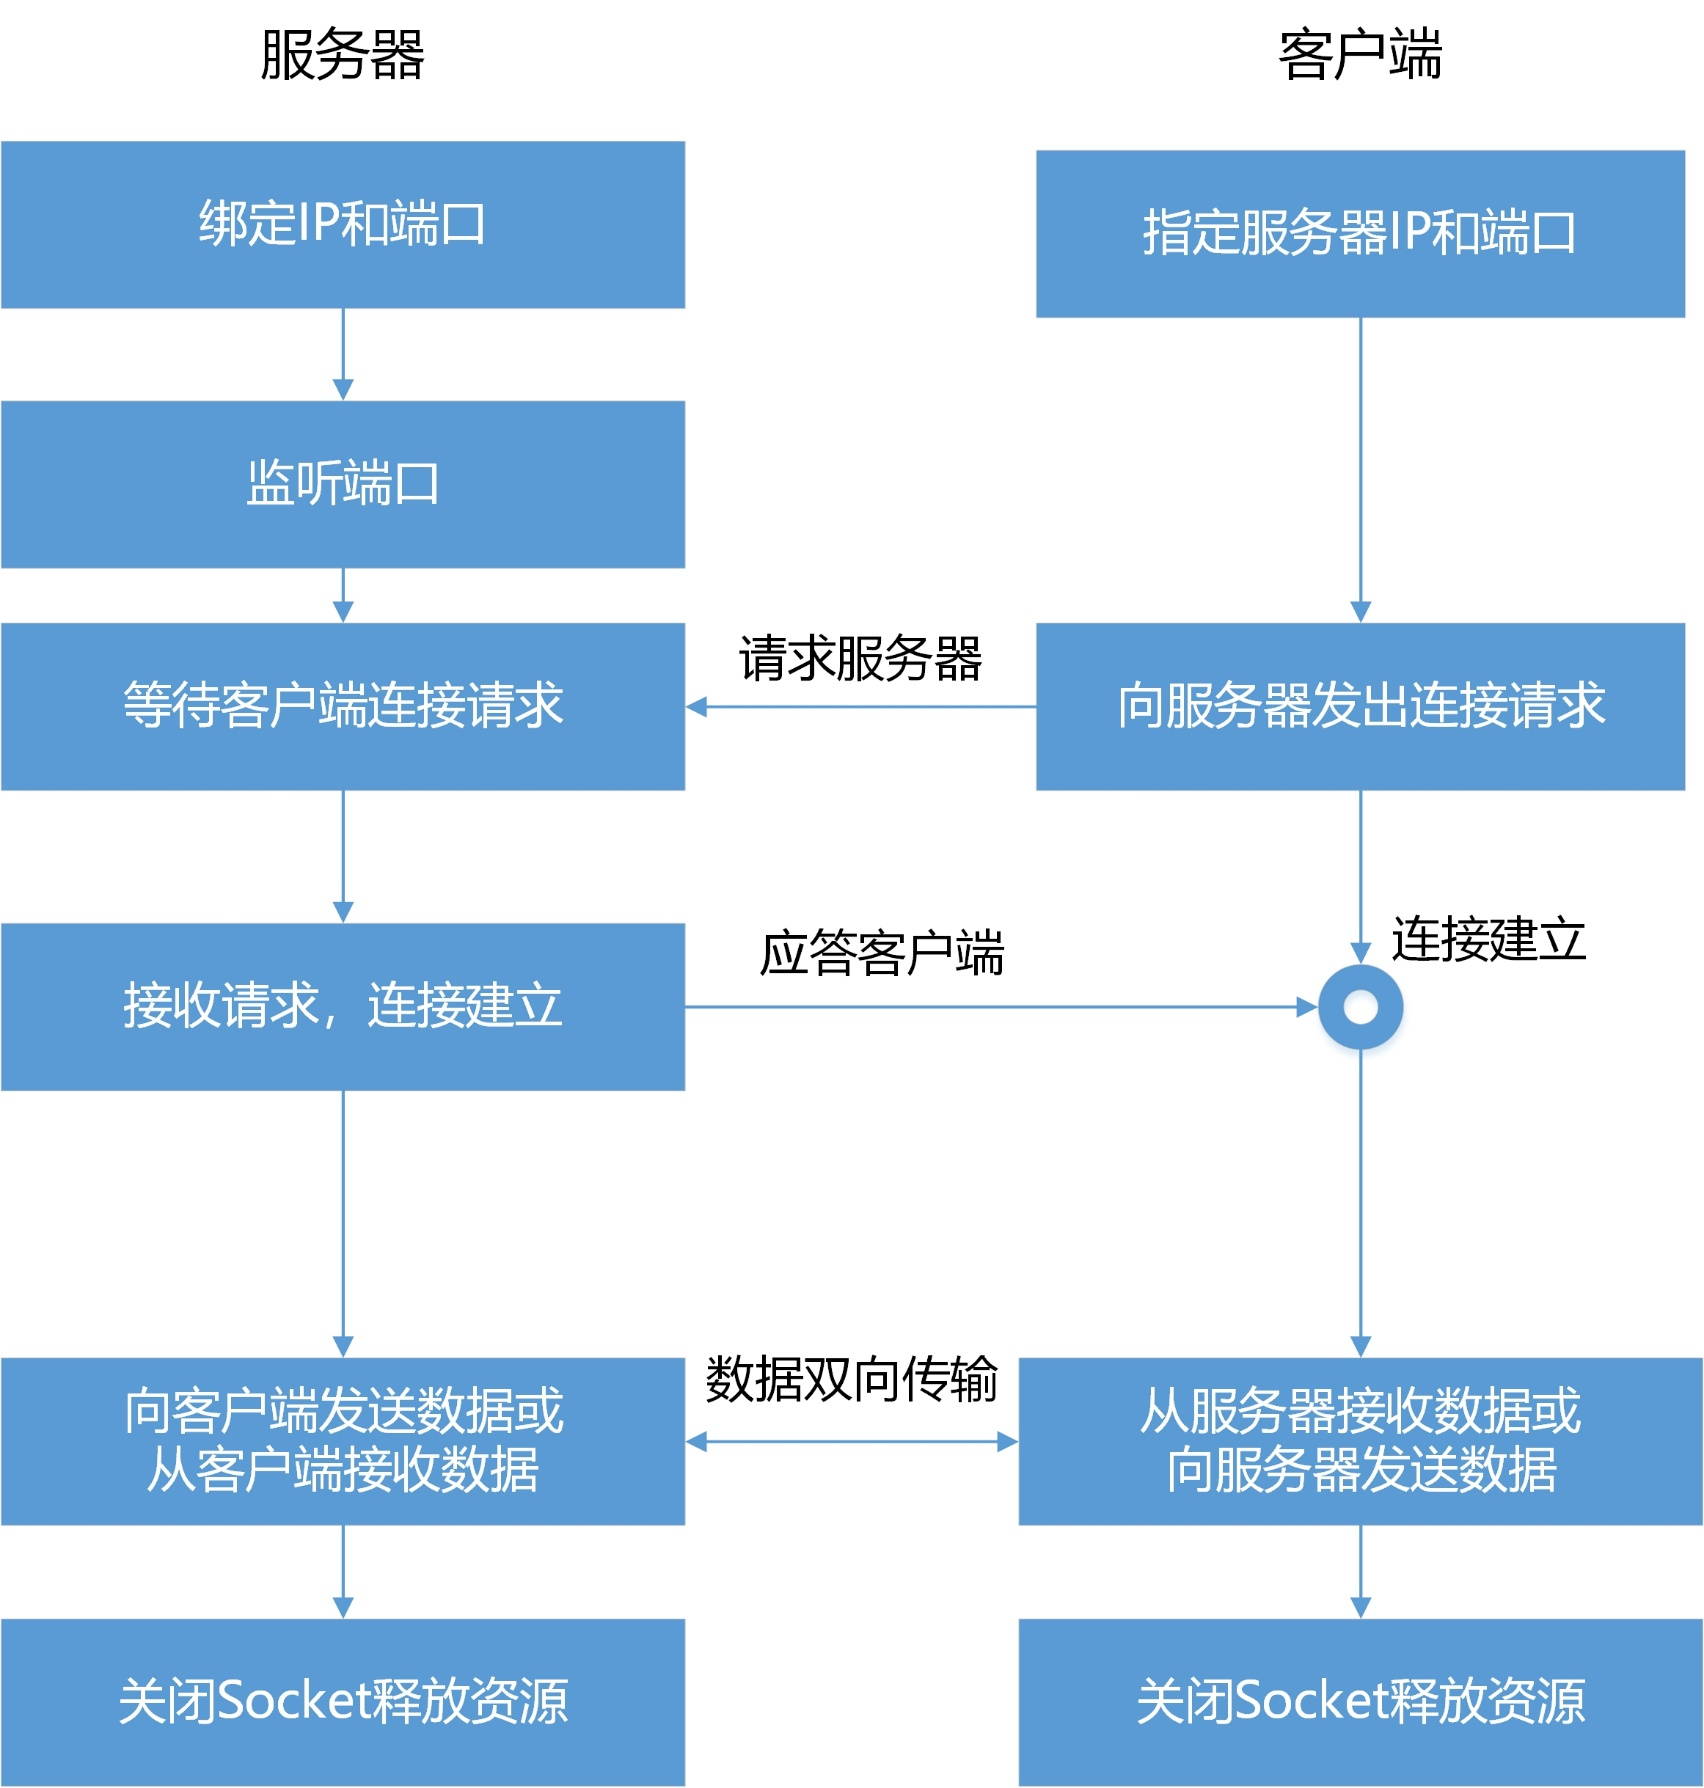 服务器
客户端
绑定IP和端口
指定服务器IP和端口
监听端口
请求服务器
等待客户端连接请求
向服务器发出连接请求
应答客户端
连接建立
接收请求，连接建立
数据双向传输
向客户端发送数据或
从客户端接收数据
从服务器接收数据或
向服务器发送数据
关闭Socket释放资源
关闭Socket释放资源